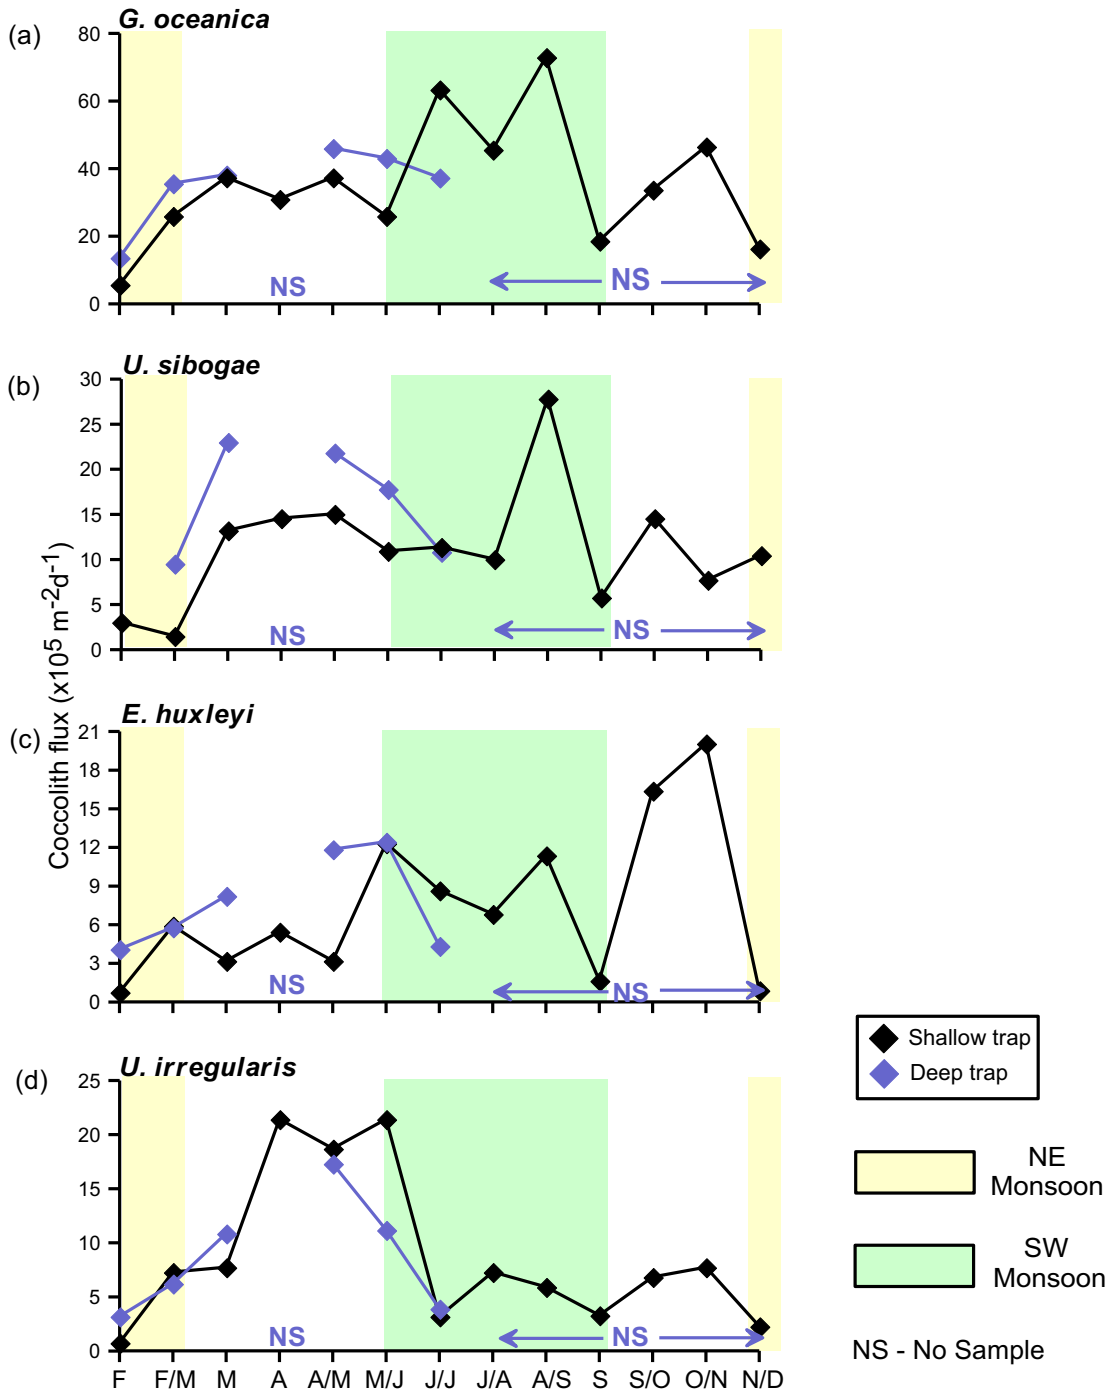 (a)
G. oceanica
80
60
40
20
0
NS
NS
(b)
U. sibogae
30
25
20
15
10
5
0
NS
NS
Coccolith flux (x10⁵ m⁻²d⁻¹)
(c)
E. huxleyi
21
18
15
12
9
6
3
0
NS
NS
(d)
U. irregularis
25
20
15
10
5
0
NS
NS
F F/M M A A/M M/J J/J J/A A/S S S/O O/N N/D
Shallow trap
Deep trap
NE
Monsoon
SW
Monsoon
NS - No Sample